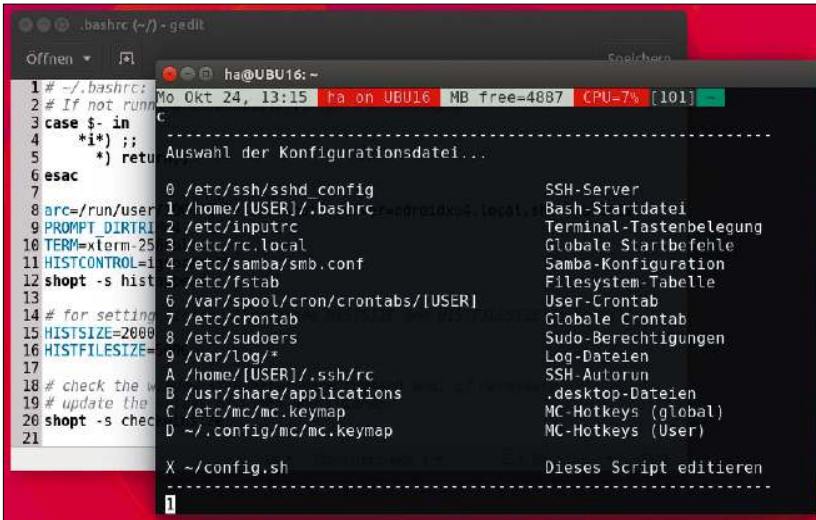 .bashrc (~/) - gedit
Öffnen
Speichern
1 # ~/.bashrc:
2 # If not runn
3 case $- in
4 *i*) ;;
5 *) retu
6 esac
7
8 arc=/run/user/
9 PROMPT_DIRTRI
10 TERM=xterm-25
11 HISTCONTROL=i
12 shopt -s hist
13
14 # for setting
15 HISTSIZE=2000
16 HISTFILESIZE=
17
18 # check the w
19 # update the
20 shopt -s chec
21
ha@UBU16: ~
Mo Okt 24, 13:15 ha on UBU16 MB free=4887 CPU=7% [101] ~
c
Auswahl der Konfigurationsdatei...
0 /etc/ssh/sshd_config SSH-Server
1 /home/[USER]/.bashrc Bash-Startdatei
2 /etc/inputrc Terminal-Tastenbelegung
3 /etc/rc.local Globale Startbefehle
4 /etc/samba/smb.conf Samba-Konfiguration
5 /etc/fstab Filesystem-Tabelle
6 /var/spool/cron/crontabs/[USER] User-Crontab
7 /etc/crontab Globale Crontab
8 /etc/sudoers Sudo-Berechtigungen
9 /var/log/* Log-Dateien
A /home/[USER]/.ssh/rc SSH-Autorun
B /usr/share/applications .desktop-Dateien
C /etc/mc/mc.keymap MC-Hotkeys (global)
D ~/.config/mc/mc.keymap MC-Hotkeys (User)
X ~/config.sh Dieses Script editieren
1